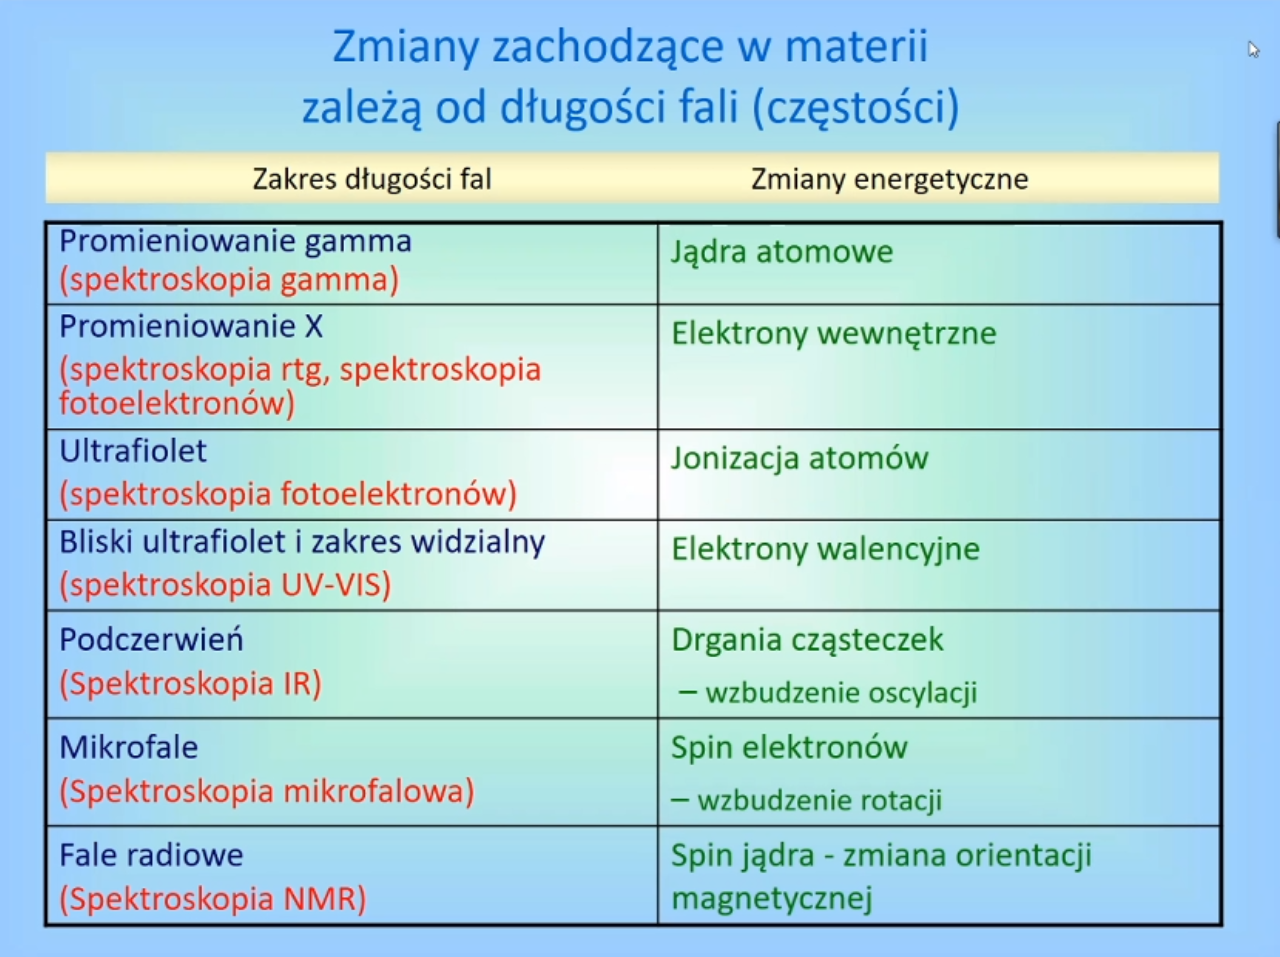 Zmiany zachodzące w materii
zależą od długości fali (częstości)
Zakres długości fal
Zmiany energetyczne
Promieniowanie gamma
(spektroskopia gamma)
Jądra atomowe
Promieniowanie X
(spektroskopia rtg, spektroskopia
fotoelektronów)
Elektrony wewnętrzne
Ultrafiolet
(spektroskopia fotoelektronów)
Jonizacja atomów
Bliski ultrafiolet i zakres widzialny
(spektroskopia UV-VIS)
Elektrony walencyjne
Podczerwień
(Spektroskopia IR)
Drgania cząsteczek
– wzbudzenie oscylacji
Mikrofale
(Spektroskopia mikrofalowa)
Spin elektronów
– wzbudzenie rotacji
Fale radiowe
(Spektroskopia NMR)
Spin jądra - zmiana orientacji
magnetycznej